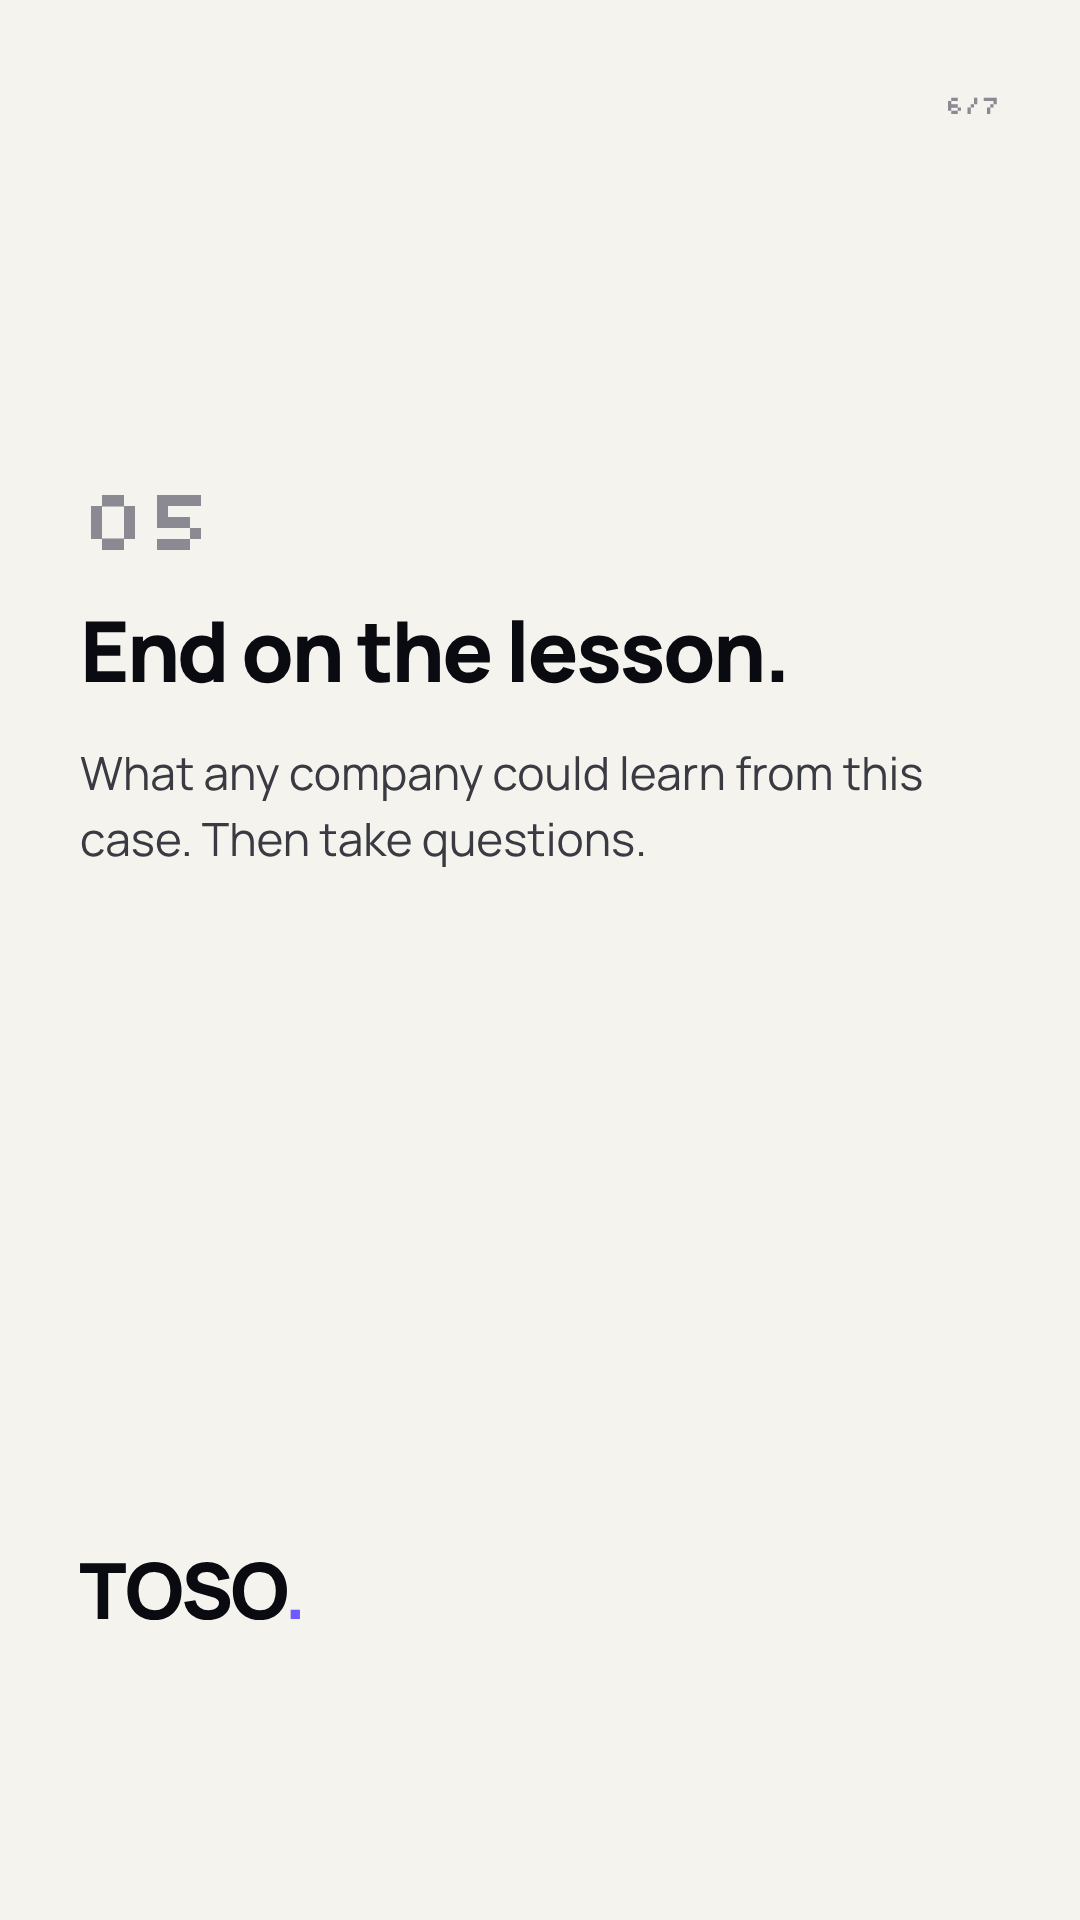 6/7
05
End on the lesson.
What any company could learn from this
case. Then take questions.
TOSO.